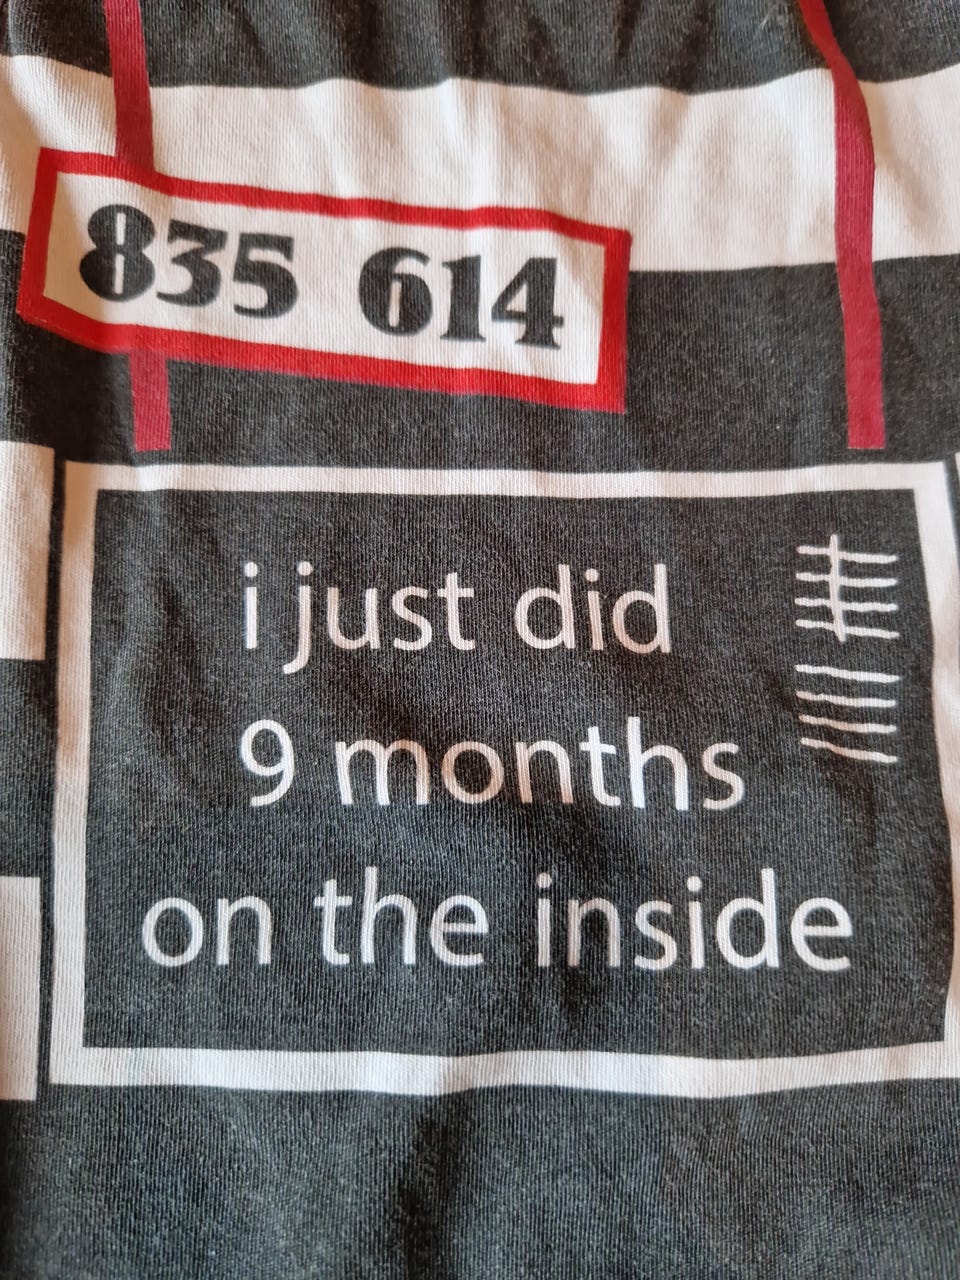 835 614
i just did
9 months
on the inside